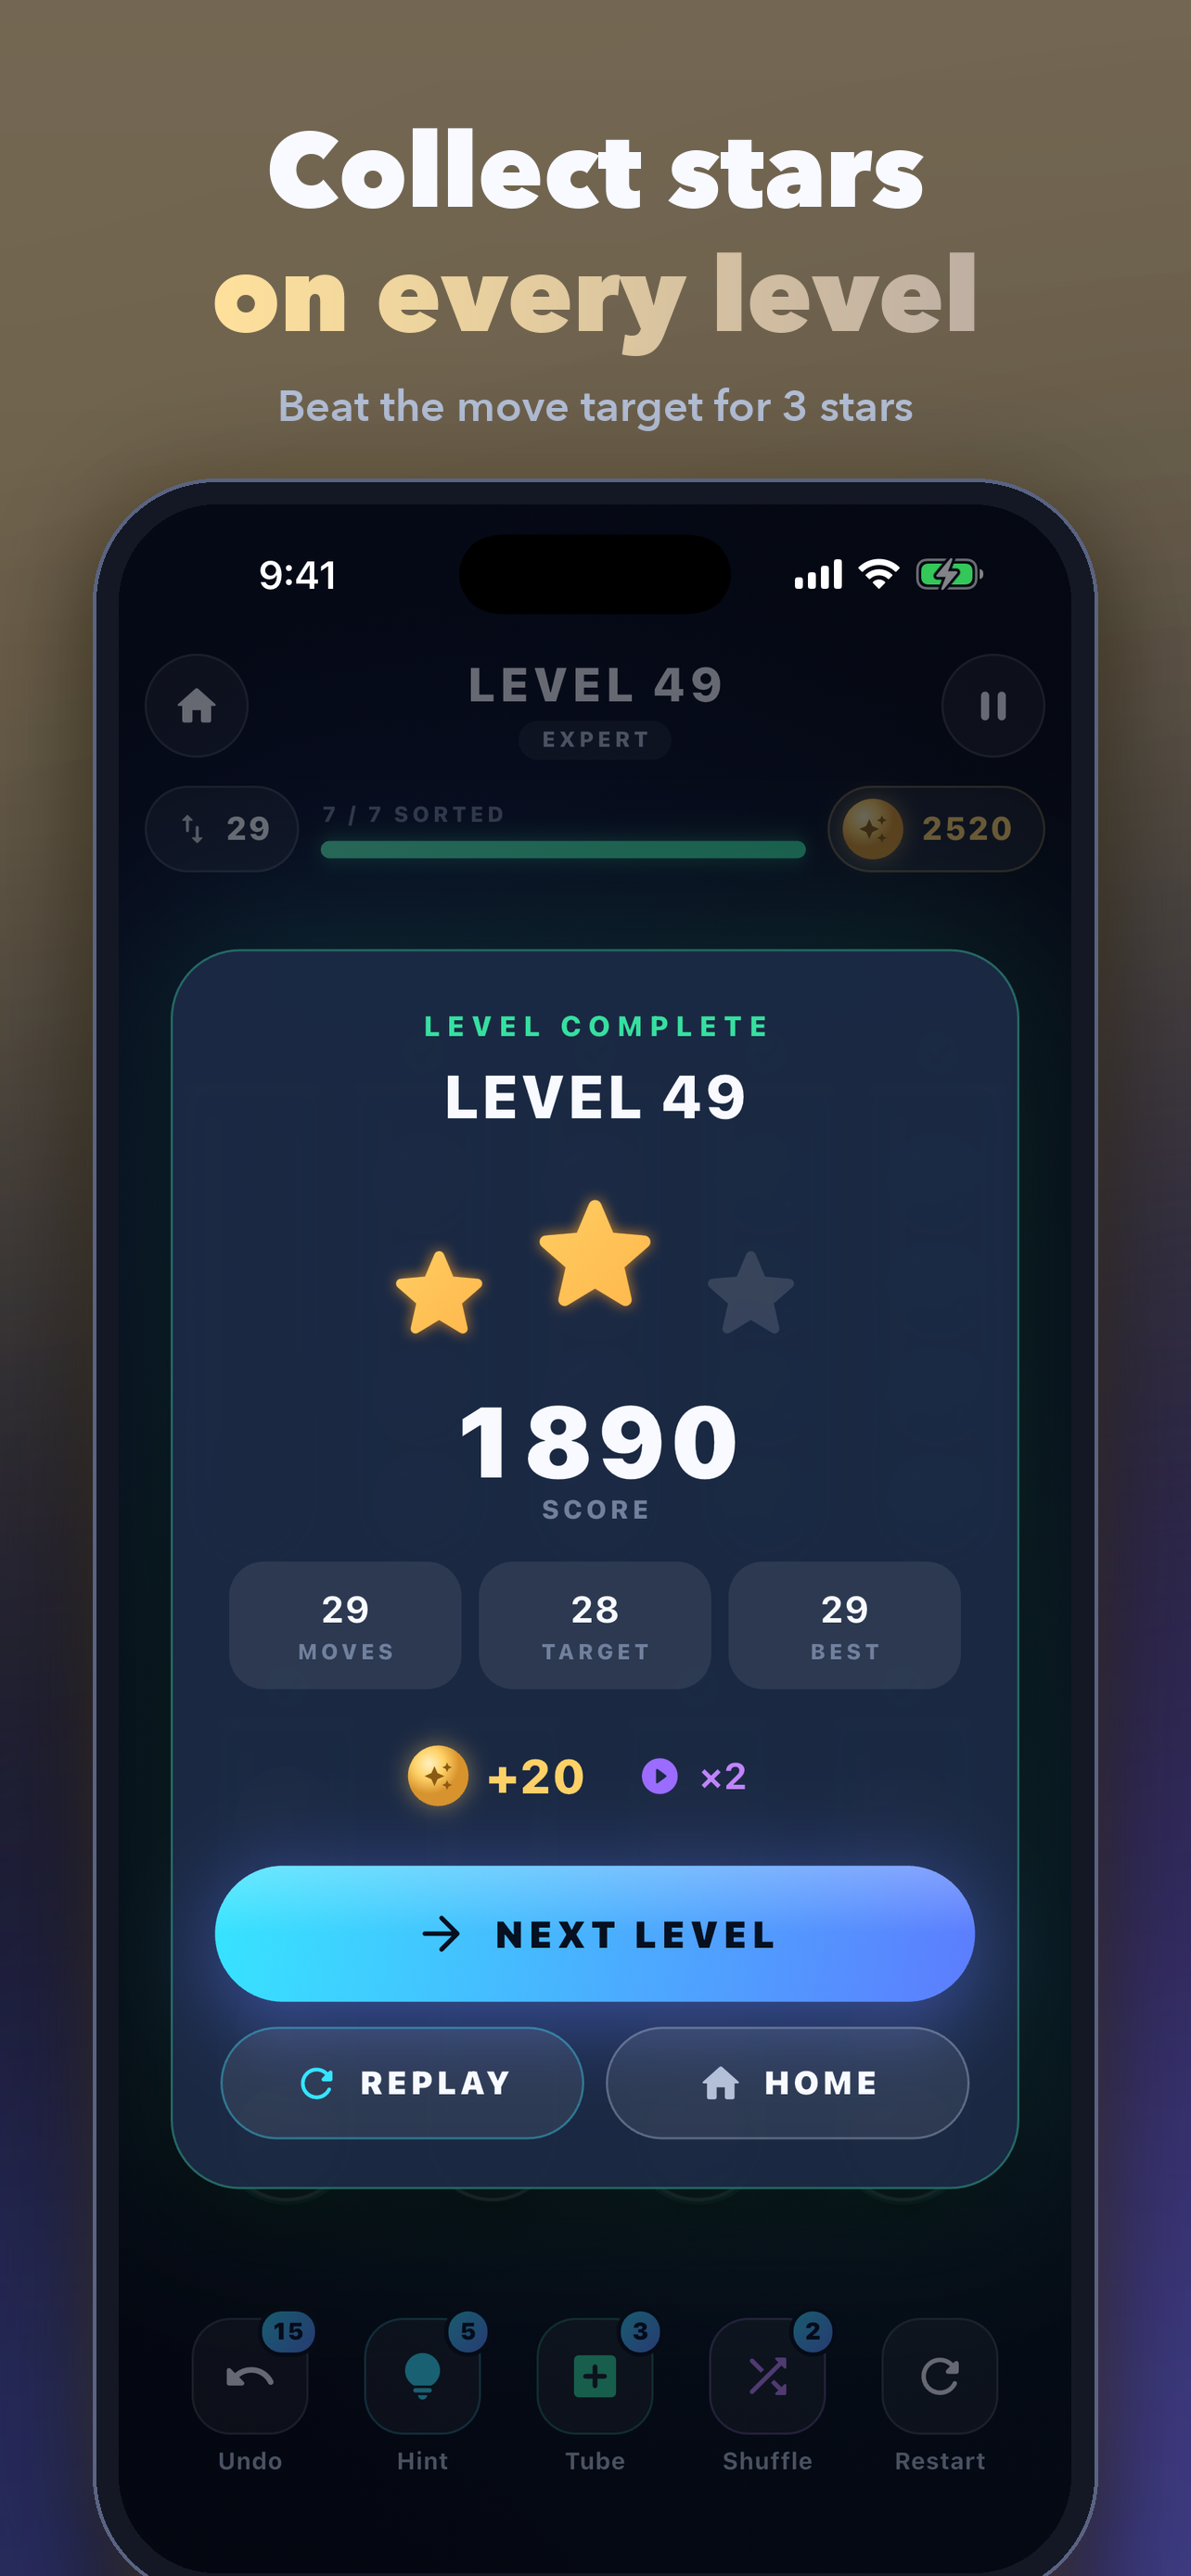 Collect stars
on every level
Beat the move target for 3 stars
9:41
LEVEL 49
EXPERT
29
7 / 7 SORTED
2520
LEVEL COMPLETE
LEVEL 49
1890
SCORE
29 28 29
MOVES TARGET BEST
+20 ×2
NEXT LEVEL
REPLAY HOME
15 5 3 2
Undo Hint Tube Shuffle Restart